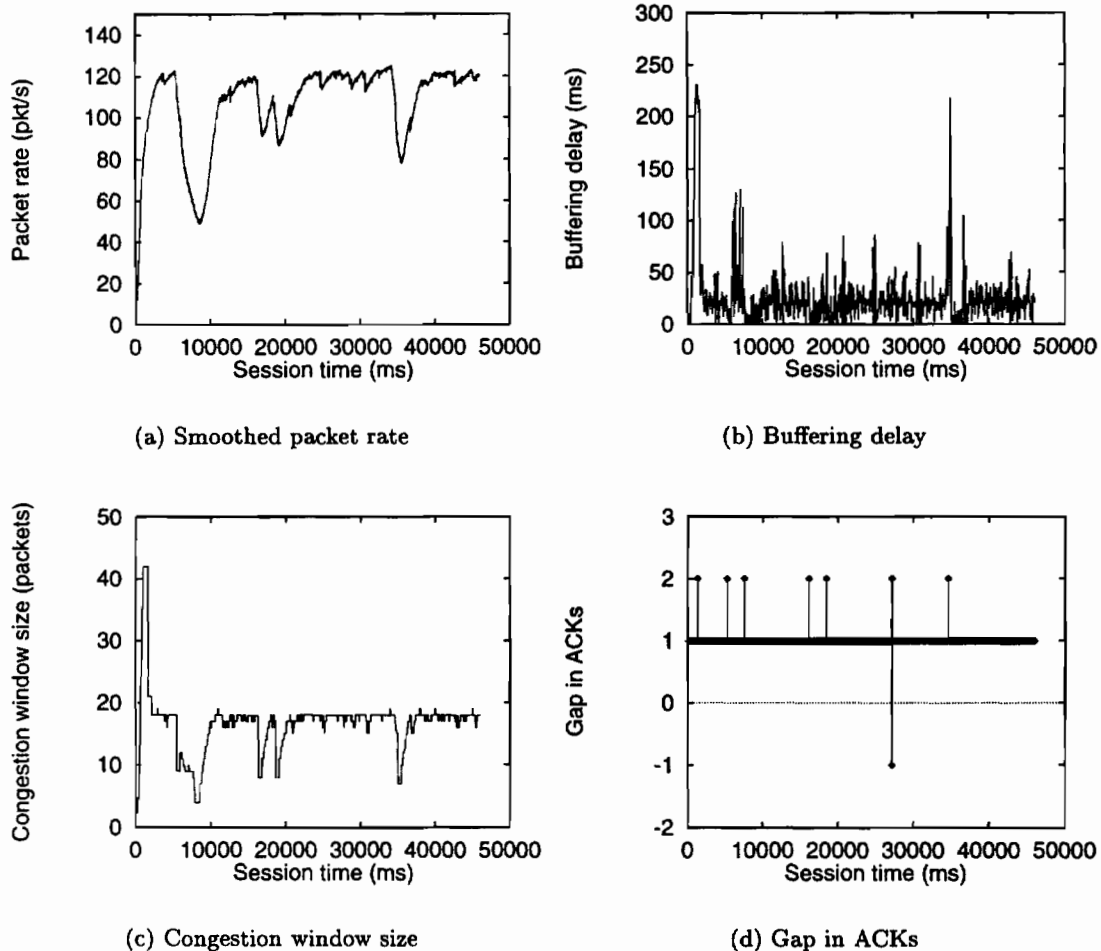 140
120
100
80
60
40
20
0
Packet rate (pkt/s)
0 10000 20000 30000 40000 50000
Session time (ms)
(a) Smoothed packet rate
300
250
200
150
100
50
0
Buffering delay (ms)
0 10000 20000 30000 40000 50000
Session time (ms)
(b) Buffering delay
50
40
30
20
10
0
Congestion window size (packets)
0 10000 20000 30000 40000 50000
Session time (ms)
(c) Congestion window size
3
2
1
0
-1
-2
Gap in ACKs
0 10000 20000 30000 40000 50000
Session time (ms)
(d) Gap in ACKs